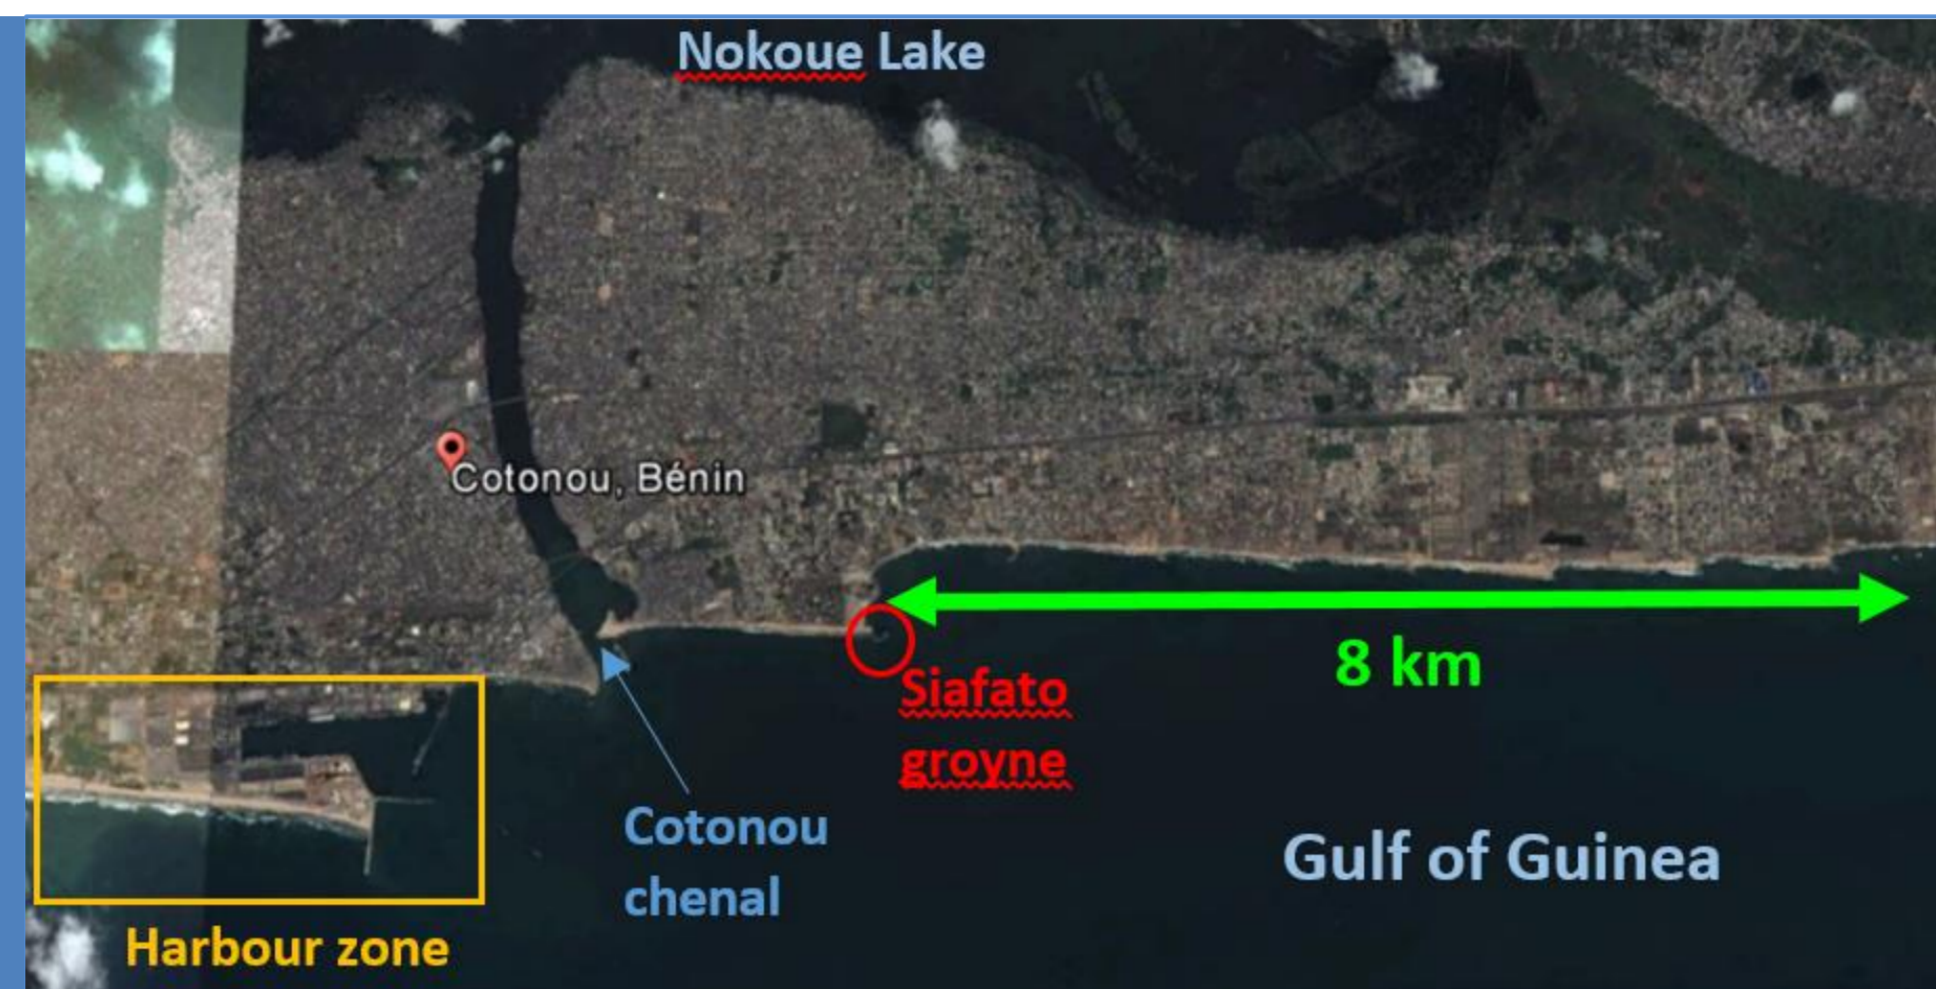 Nokoue Lake
Cotonou, Bénin
8 km
Siafato
groyne
Cotonou
chenal
Gulf of Guinea
Harbour zone